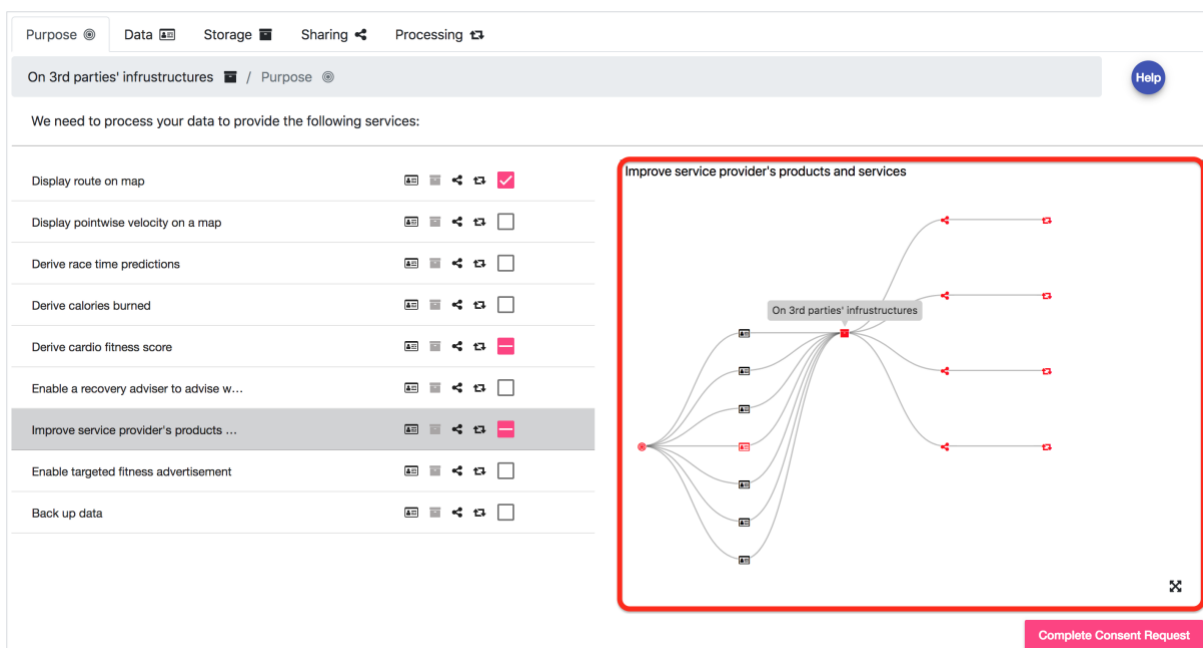 Purpose Data Storage Sharing Processing
On 3rd parties' infrustructures / Purpose
Help
We need to process your data to provide the following services:
Display route on map
Display pointwise velocity on a map
Derive race time predictions
Derive calories burned
Derive cardio fitness score
Enable a recovery adviser to advise w...
Improve service provider's products ...
Enable targeted fitness advertisement
Back up data
Improve service provider's products and services
On 3rd parties' infrustructures
Complete Consent Request